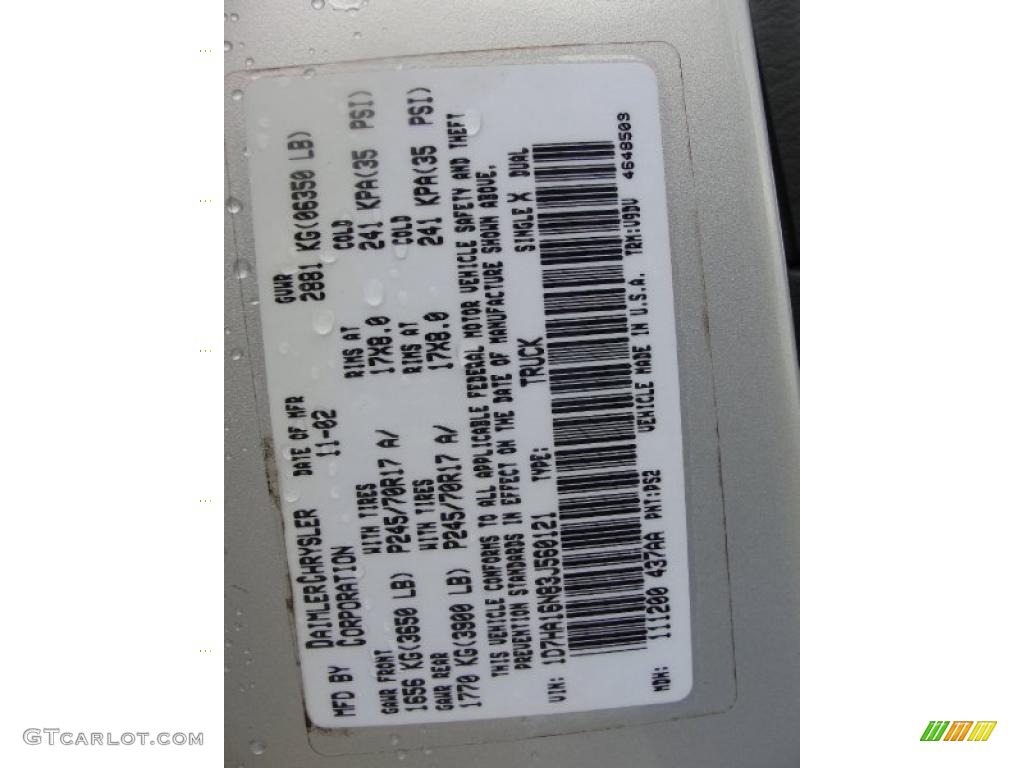 MFD BY DAIMLERCHRYSLER CORPORATION
DATE OF MFR 11-02
GVWR 2881 KG(06350 LB)
GAWR FRONT WITH TIRES RIMS AT COLD
1656 KG(3650 LB) P245/70R17 A/ 17X8.0 241 KPA(35 PSI)
GAWR REAR WITH TIRES RIMS AT COLD
1770 KG(3900 LB) P245/70R17 A/ 17X8.0 241 KPA(35 PSI)
THIS VEHICLE CONFORMS TO ALL APPLICABLE FEDERAL MOTOR VEHICLE SAFETY AND THEFT
PREVENTION STANDARDS IN EFFECT ON THE DATE OF MANUFACTURE SHOWN ABOVE.
VIN: 1D7HA16N83J560121 TYPE: TRUCK SINGLE X DUAL
VEHICLE MADE IN U.S.A. TRM:V9DV 4648503
MDH: 111200 437AA PNT:PS2
GTCarlot.com